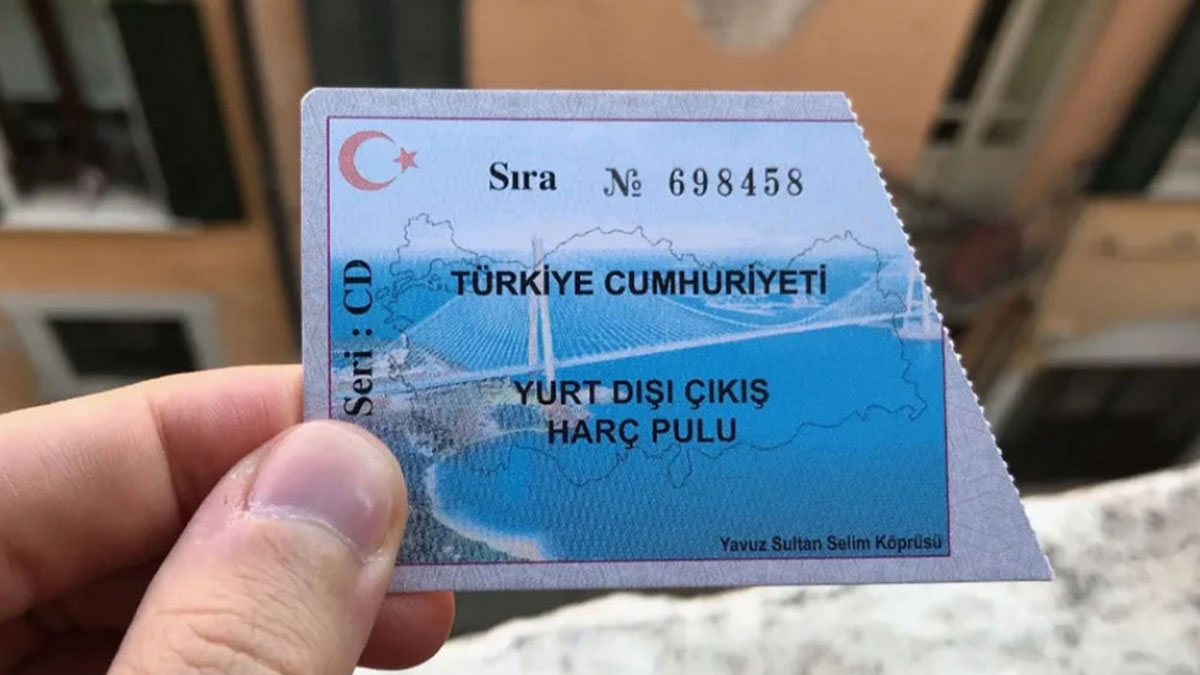 Sıra № 698458
Seri : CD
TÜRKİYE CUMHURİYETİ
YURT DIŞI ÇIKIŞ
HARÇ PULU
Yavuz Sultan Selim Köprüsü